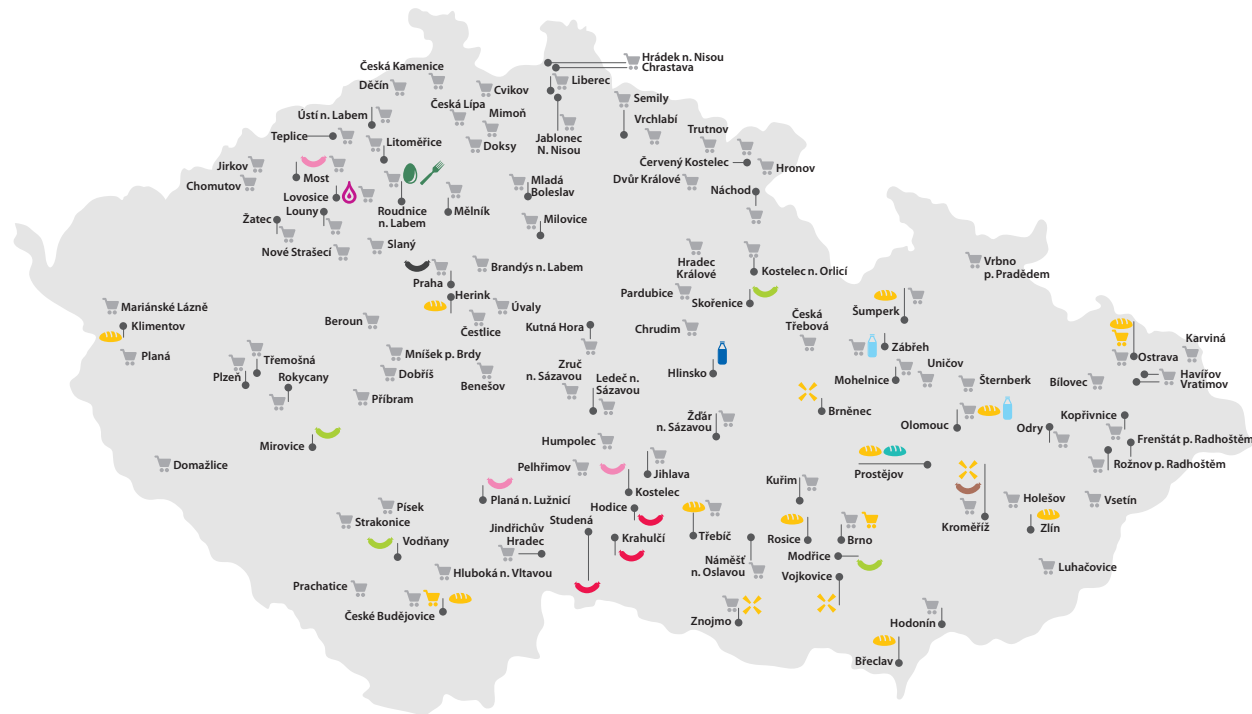 Hrádek n. Nisou
Chrastava
Česká Kamenice
Děčín
Cvikov
Liberec
Semily
Česká Lípa
Mimoň
Ústí n. Labem
Vrchlabí
Teplice
Litoměřice
Doksy
Jablonec
N. Nisou
Trutnov
Červený Kostelec
Hronov
Jirkov
Chomutov
Most
Dvůr Králové
Náchod
Mladá
Boleslav
Lovosice
Louny
Žatec
Roudnice
n. Labem
Mělník
Milovice
Nové Strašecí
Slaný
Hradec
Králové
Kostelec n. Orlicí
Vrbno
p. Pradědem
Brandýs n. Labem
Praha
Herink
Pardubice
Skořenice
Mariánské Lázně
Klimentov
Planá
Úvaly
Čestlice
Beroun
Kutná Hora
Chrudim
Česká
Třebová
Šumperk
Zábřeh
Karviná
Ostrava
Třemošná
Plzeň
Rokycany
Mníšek p. Brdy
Dobříš
Benešov
Zruč
n. Sázavou
Ledeč n.
Sázavou
Hlinsko
Mohelnice
Uničov
Šternberk
Bílovec
Havířov
Vratimov
Příbram
Brněnec
Olomouc
Odry
Kopřivnice
Frenštát p. Radhoštěm
Rožnov p. Radhoštěm
Mirovice
Žďár
n. Sázavou
Humpolec
Domažlice
Pelhřimov
Jihlava
Kostelec
Prostějov
Kuřim
Planá n. Lužnicí
Hodice
Studená
Písek
Strakonice
Vodňany
Jindřichův
Hradec
Krahulčí
Třebíč
Rosice
Brno
Modřice
Kroměříž
Holešov
Zlín
Vsetín
Náměšť
n. Oslavou
Vojkovice
Luhačovice
Hluboká n. Vltavou
Prachatice
České Budějovice
Znojmo
Hodonín
Břeclav